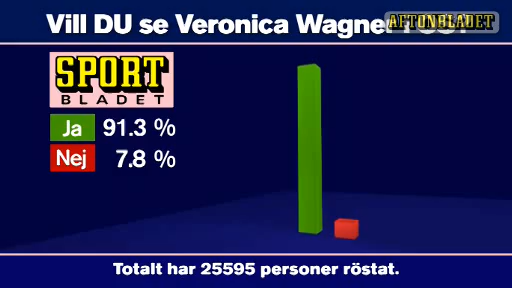 Vill DU se Veronica Wagner
AFTONBLADET
SPORT
BLADET
Ja 91.3 %
Nej 7.8 %
Totalt har 25595 personer röstat.